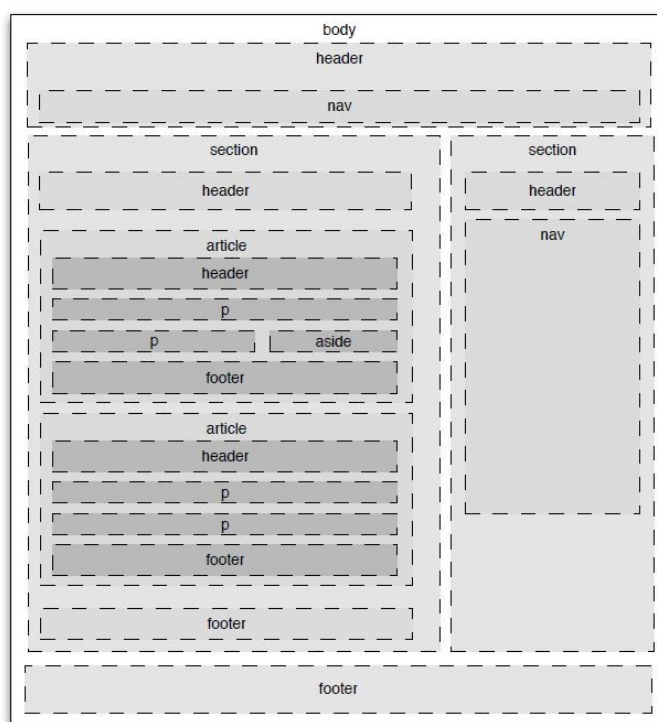 body
header
nav
section
header
article
header
p
p
aside
footer
article
header
p
p
footer
footer
section
header
nav
footer